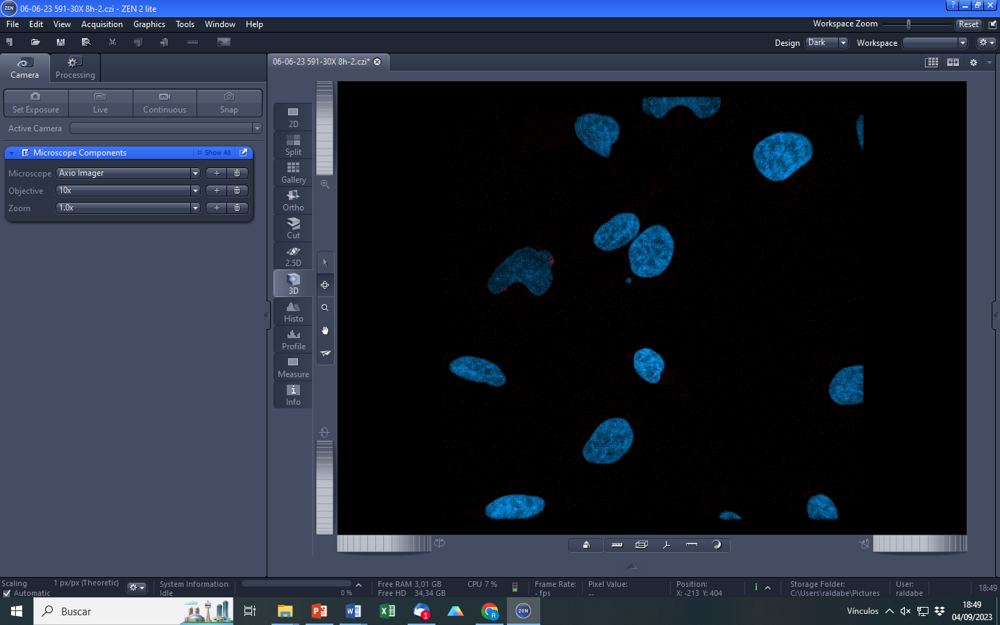 ZEN 06-06-23 591-30X 8h-2.czi - ZEN 2 lite
File Edit View Acquisition Graphics Tools Window Help
Workspace Zoom Reset
Design Dark Workspace
Camera Processing
06-06-23 591-30X 8h-2.czi*
Set Exposure Live Continuous Snap
Active Camera
Microscope Components Show All
Microscope Axio Imager
Objective 10x
Zoom 1.0x
2D
Split
Gallery
Ortho
Cut
2.5D
3D
Histo
Profile
Measure
Info
Scaling 1 px/px (Theoretic)
Automatic
System Information:
Idle
0 %
Free RAM 3,01 GB
Free HD 34,34 GB
CPU 7 %
Frame Rate:
- fps
Pixel Value:
--
Position:
X: -213 Y: 404
Storage Folder:
C:\Users\raldabe\Pictures
User:
raldabe
18:49
Buscar
1
R
ZEN
Vínculos
18:49
04/09/2023